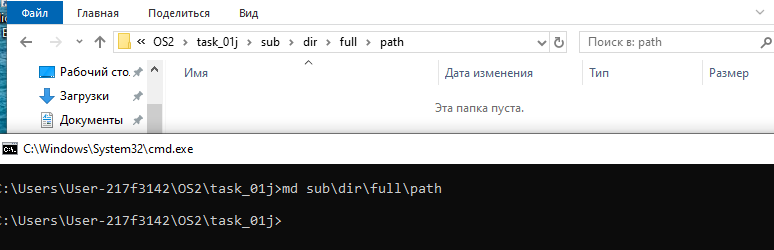 Файл Главная Поделиться Вид
« OS2 › task_01j › sub › dir › full › path
Поиск в: path
Рабочий сто.
Загрузки
Документы
Имя Дата изменения Тип Размер
Эта папка пуста.
C:\Windows\System32\cmd.exe
C:\Users\User-217f3142\OS2\task_01j>md sub\dir\full\path
C:\Users\User-217f3142\OS2\task_01j>